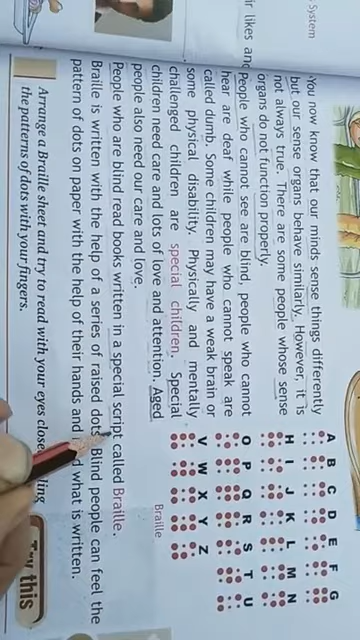 System
You now know that our minds sense things differently
but our sense organs behave similarly. However, it is
not always true. There are some people whose sense
organs do not function properly.
ir likes and
People who cannot see are blind, people who cannot
hear are deaf while people who cannot speak are
called dumb. Some children may have a weak brain or
some physical disability. Physically and mentally
challenged children are special children. Special
children need care and lots of love and attention. Aged
people also need our care and love.
People who are blind read books written in a special script called Braille.
Braille is written with the help of a series of raised dots. Blind people can feel the
pattern of dots on paper with the help of their hands and what is written.
A B C D E F G
H I J K L M N
O P Q R S T U
V W X Y Z
Braille
Try this
Arrange a Braille sheet and try to read with your eyes
the patterns of dots with your fingers.